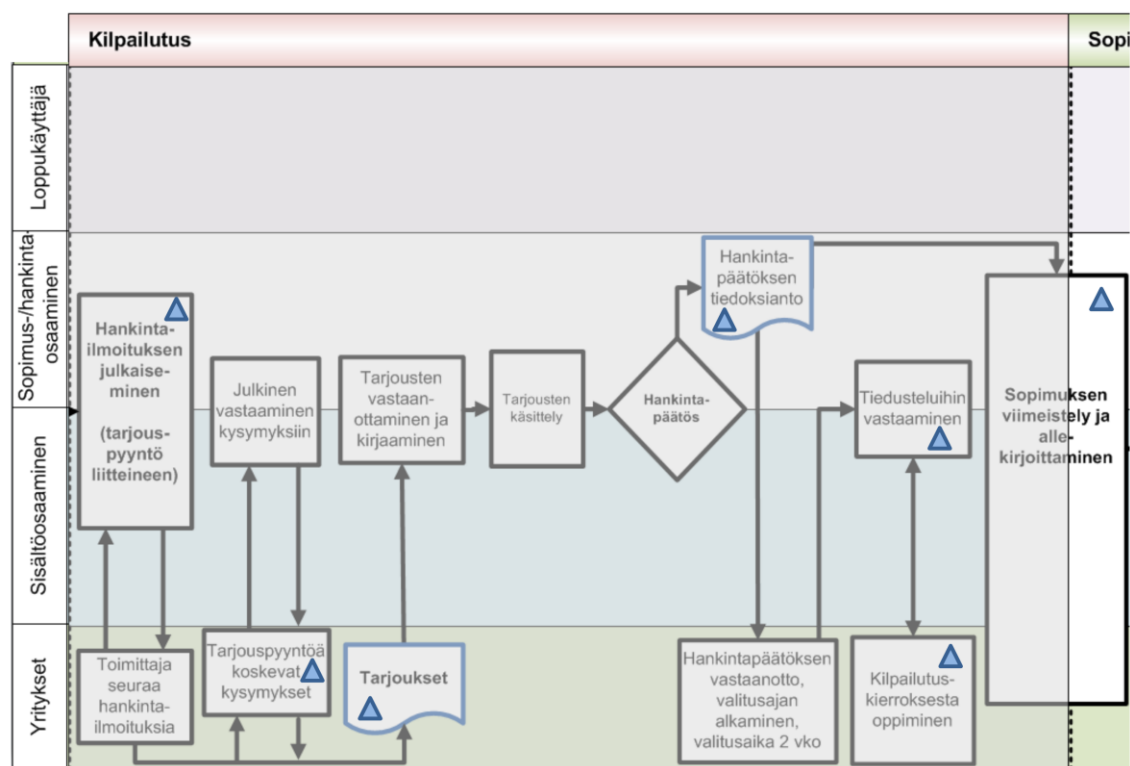 Kilpailutus
Sopi
Loppukäyttäjä
Sopimus-/hankinta-
osaaminen
Sisältöosaaminen
Yritykset
Hankinta-
ilmoituksen
julkaise-
minen
(tarjous-
pyyntö
liitteineen)
Julkinen
vastaaminen
kysymyksiin
Tarjousten
vastaan-
ottaminen ja
kirjaaminen
Tarjousten
käsittely
Hankinta-
päätös
Hankinta-
päätöksen
tiedoksianto
Tiedusteluihin
vastaaminen
Sopimuksen
viimeistely ja
alle-
kirjoittaminen
Toimittaja
seuraa
hankinta-
ilmoituksia
Tarjouspyyntöä
koskevat
kysymykset
Tarjoukset
Hankintapäätöksen
vastaanotto,
valitusajan
alkaminen,
valitusaika 2 vko
Kilpailutus-
kierroksesta
oppiminen